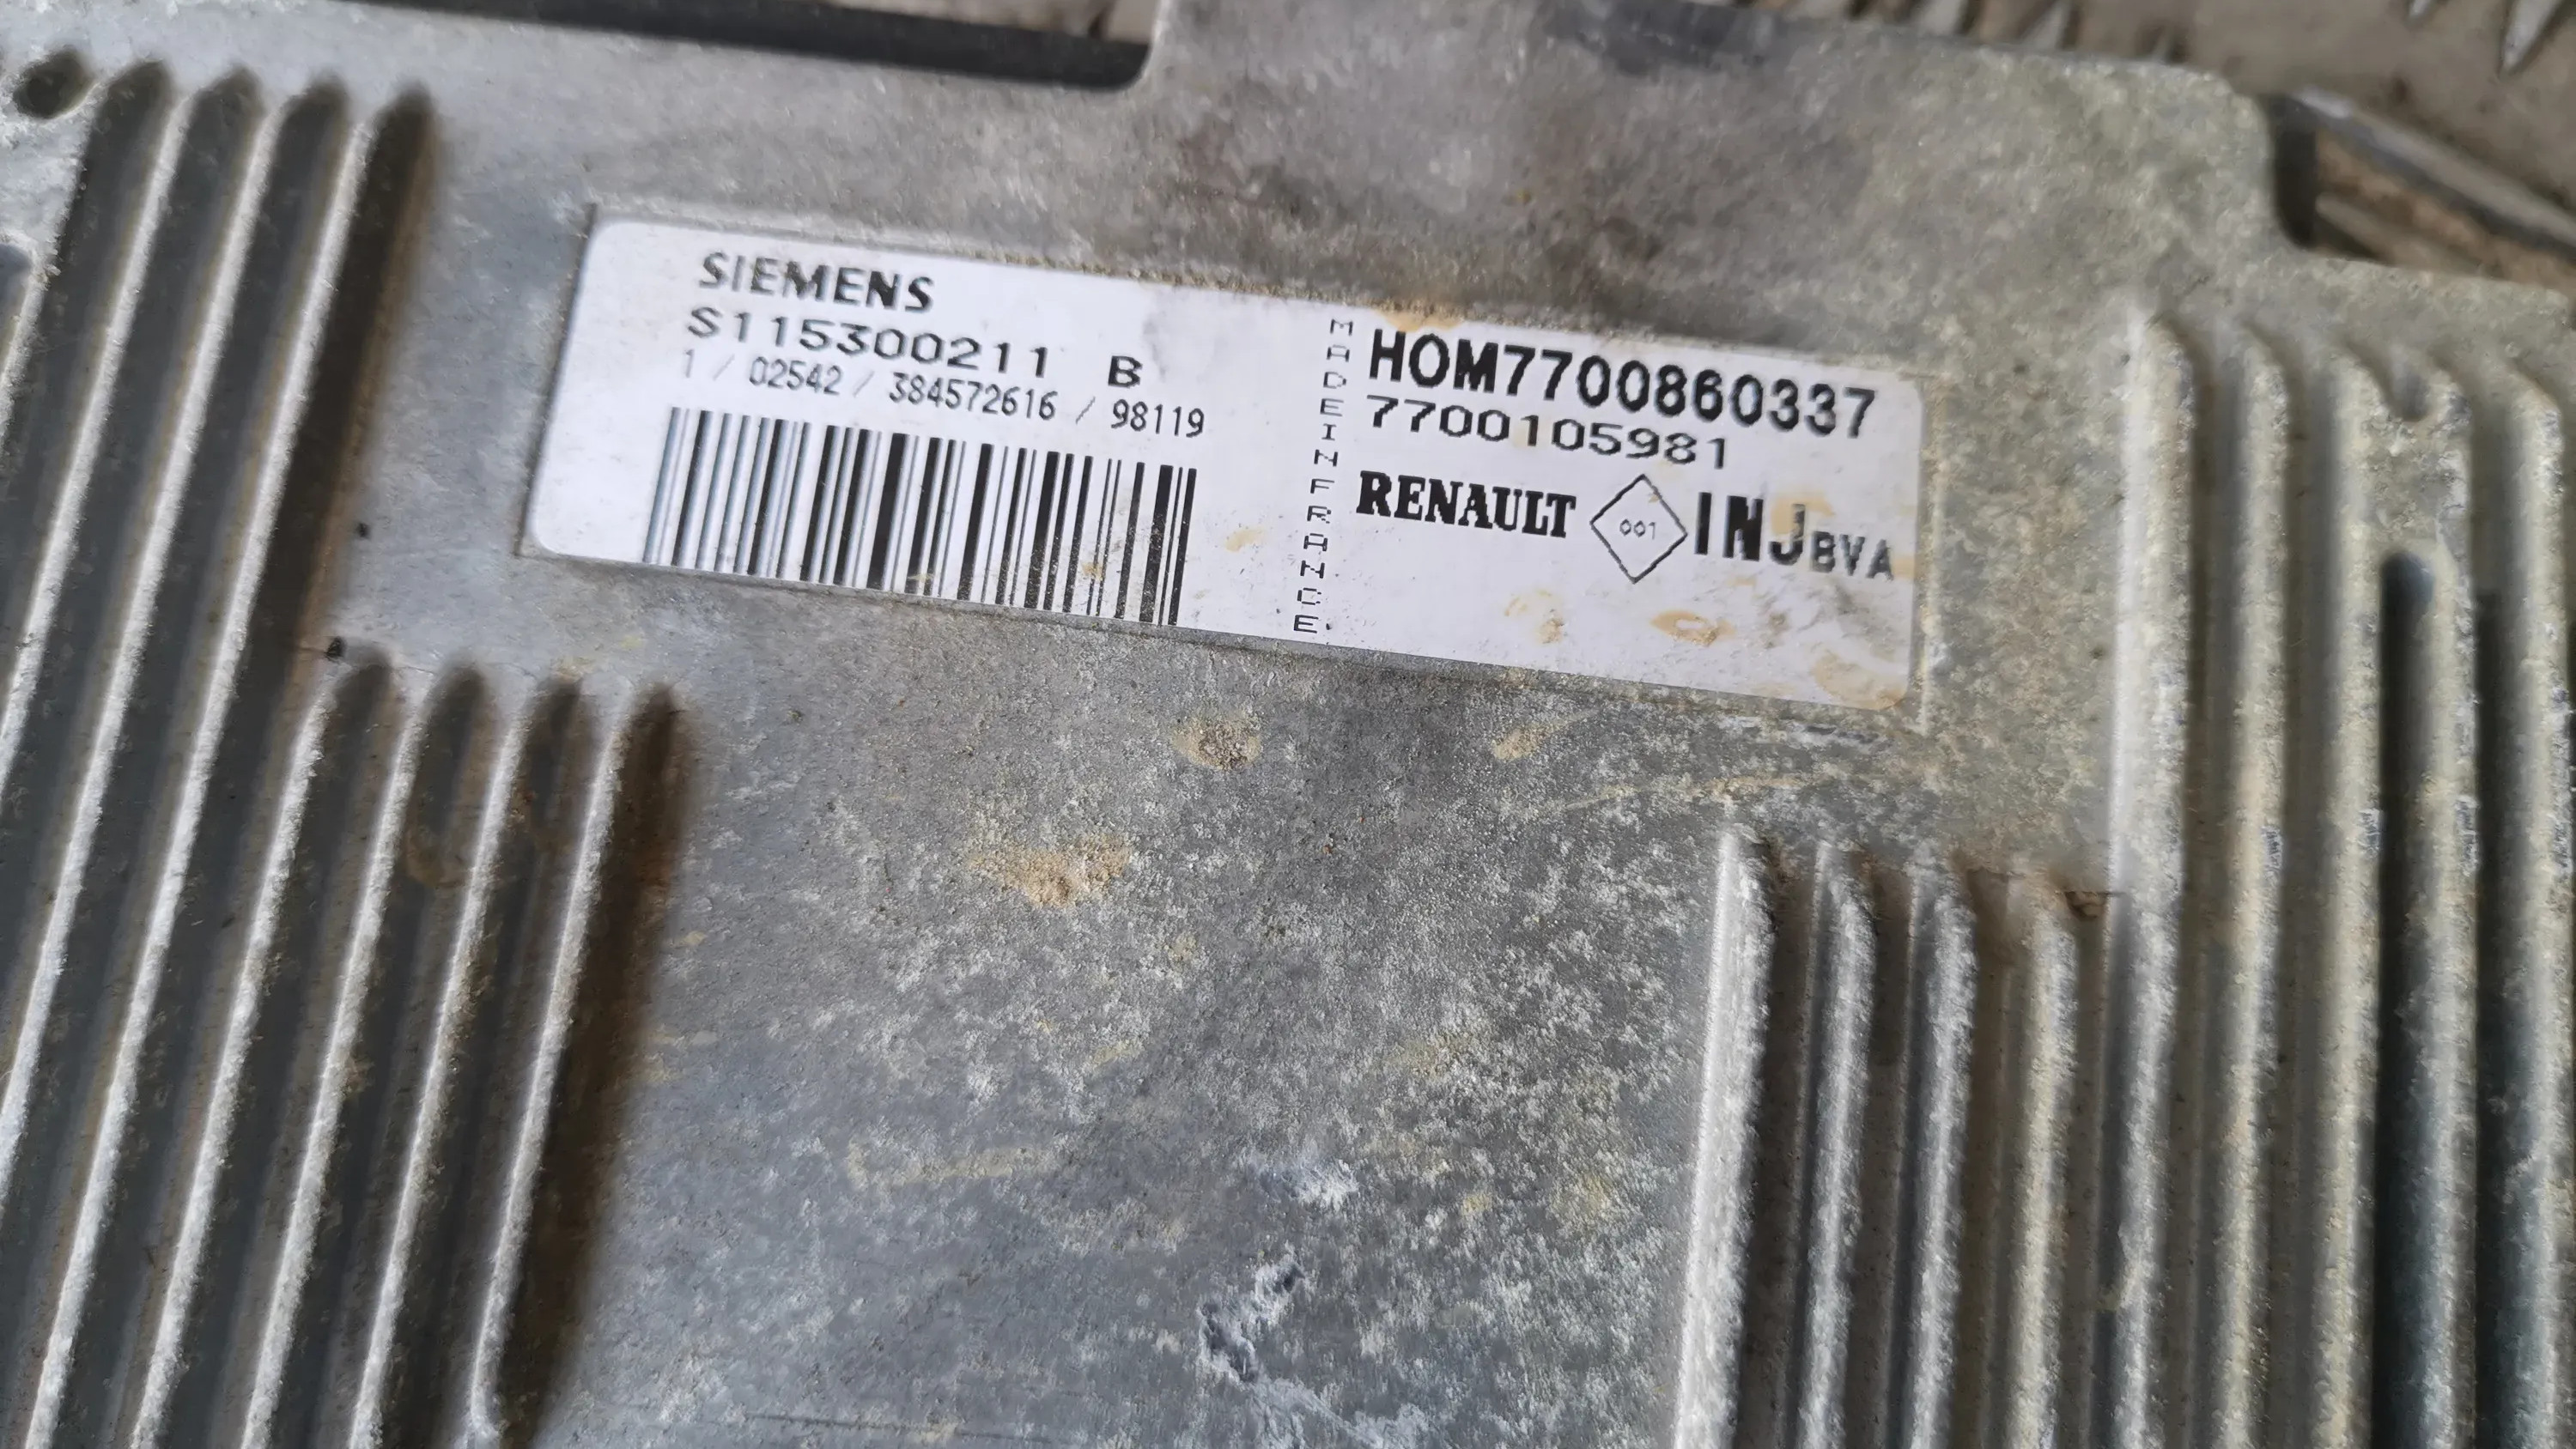 SIEMENS
S115300211 B
1 / 02542 / 384572616 / 98119
MADE IN FRANCE
HOM7700860337
7700105981
RENAULT 001 INJ BVA